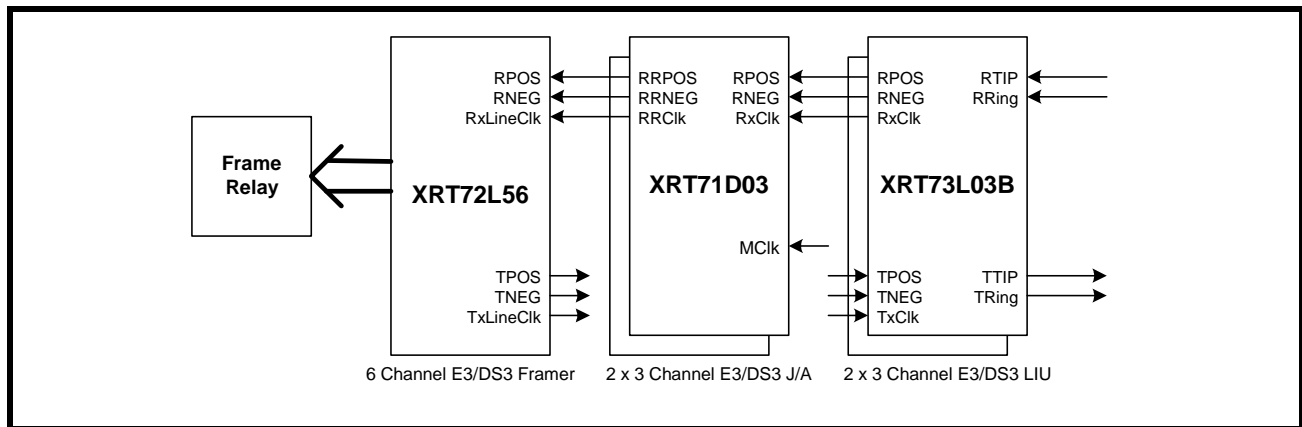 RPOS RRPOS RPOS RPOS RTIP
RNEG RRNEG RNEG RNEG RRing
RxLineClk RRClk RxClk RxClk
Frame
Relay
XRT72L56 XRT71D03 XRT73L03B
MClk
TPOS TPOS TTIP
TNEG TNEG TRing
TxLineClk TxClk
6 Channel E3/DS3 Framer 2 x 3 Channel E3/DS3 J/A 2 x 3 Channel E3/DS3 LIU